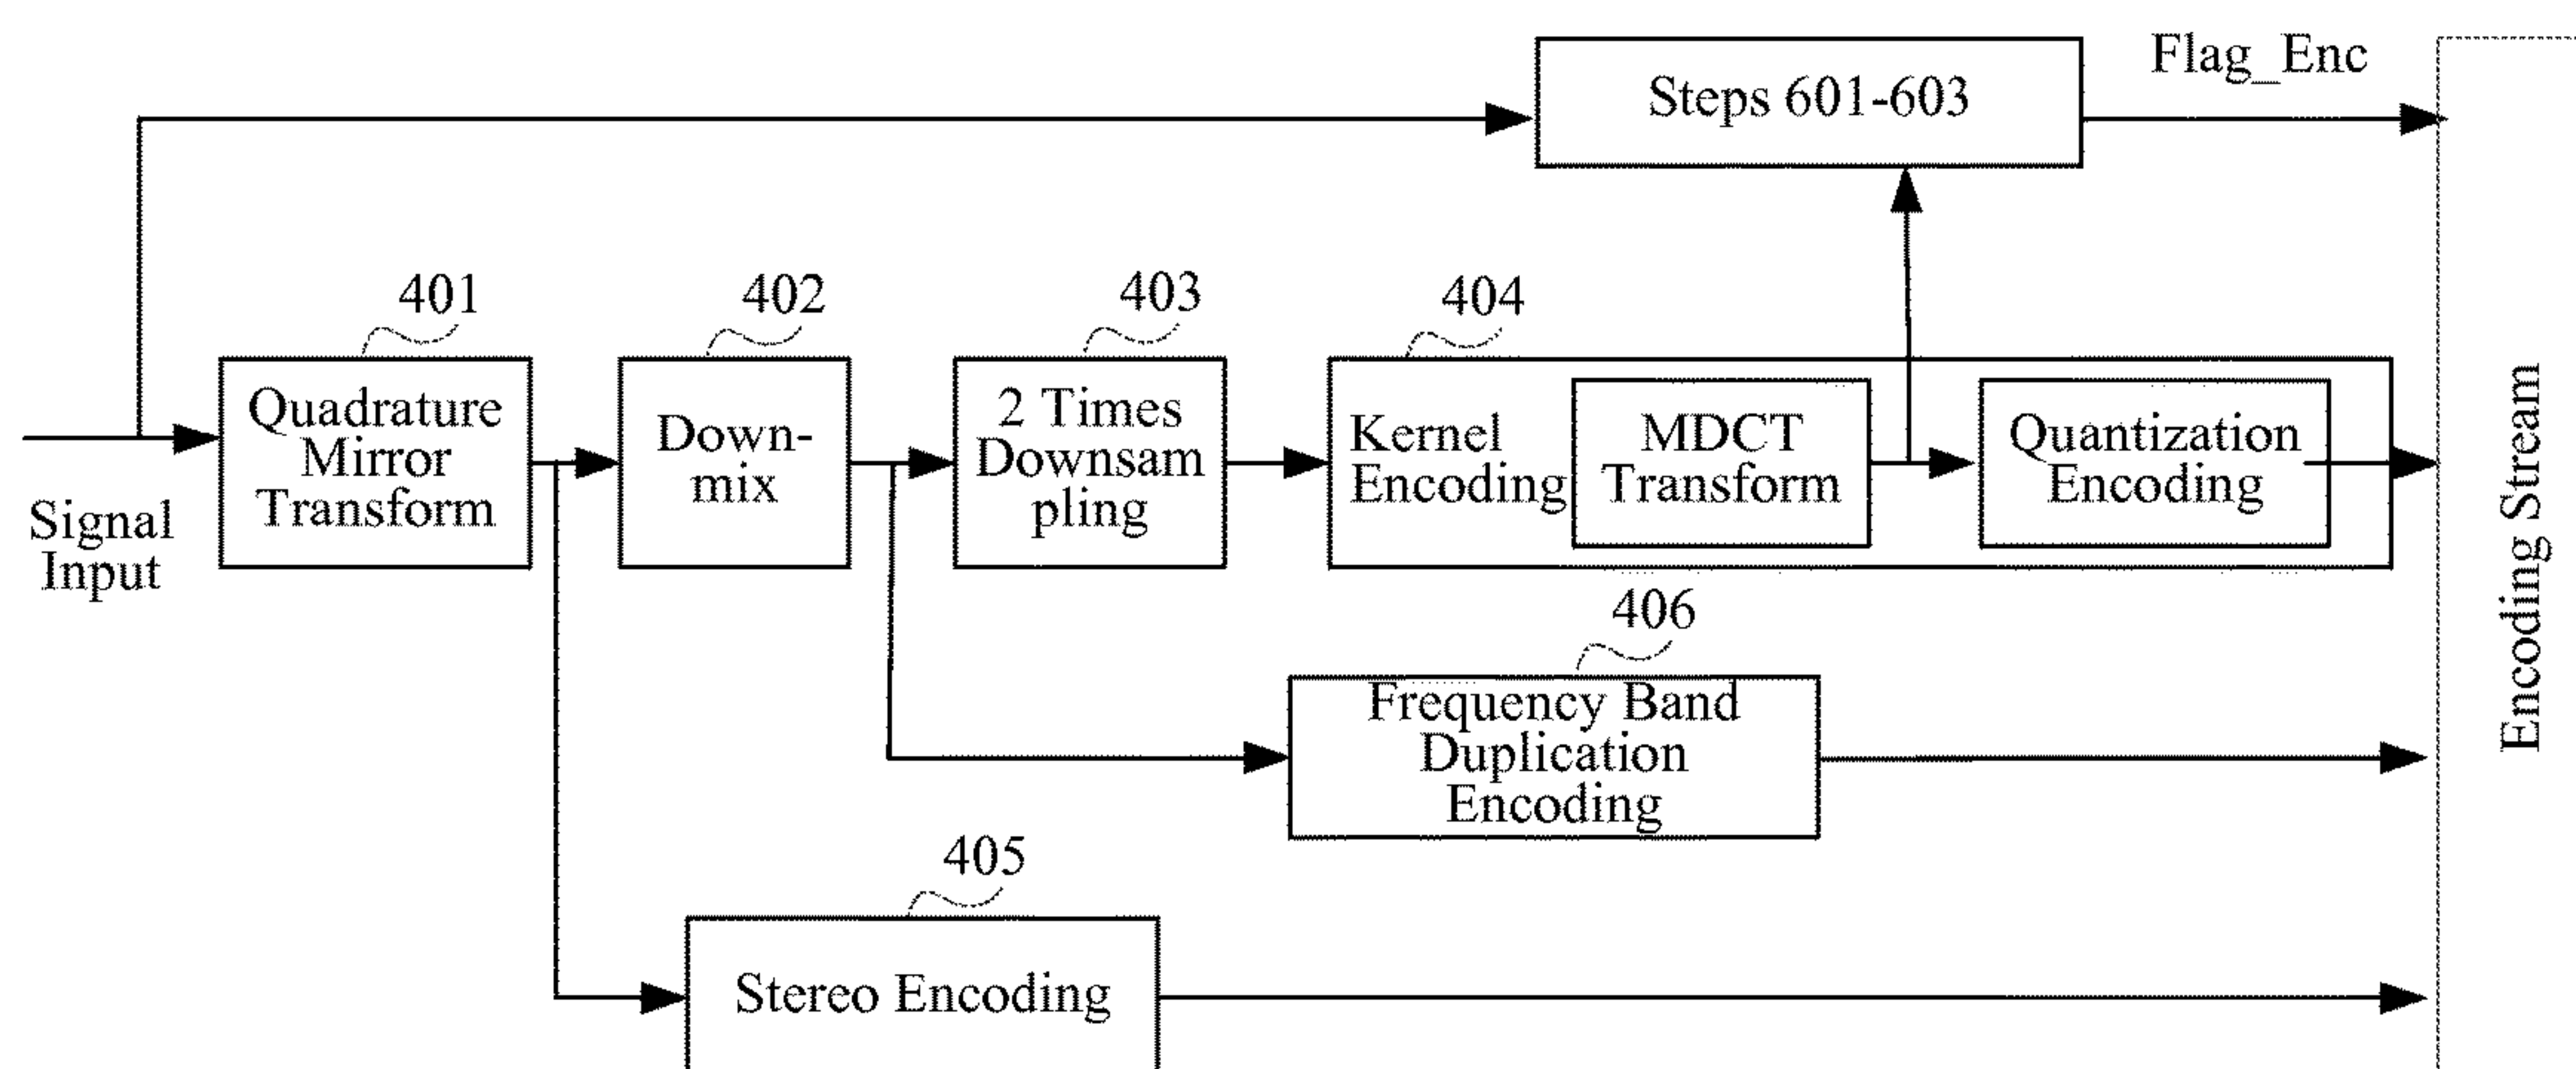 Flag_Enc
Steps 601-603
401
402
403
404
Quadrature
Mirror
Transform
Down-
mix
2 Times
Downsam
pling
Kernel
Encoding
MDCT
Transform
Quantization
Encoding
Signal
Input
Encoding Stream
406
Frequency Band
Duplication
Encoding
405
Stereo Encoding